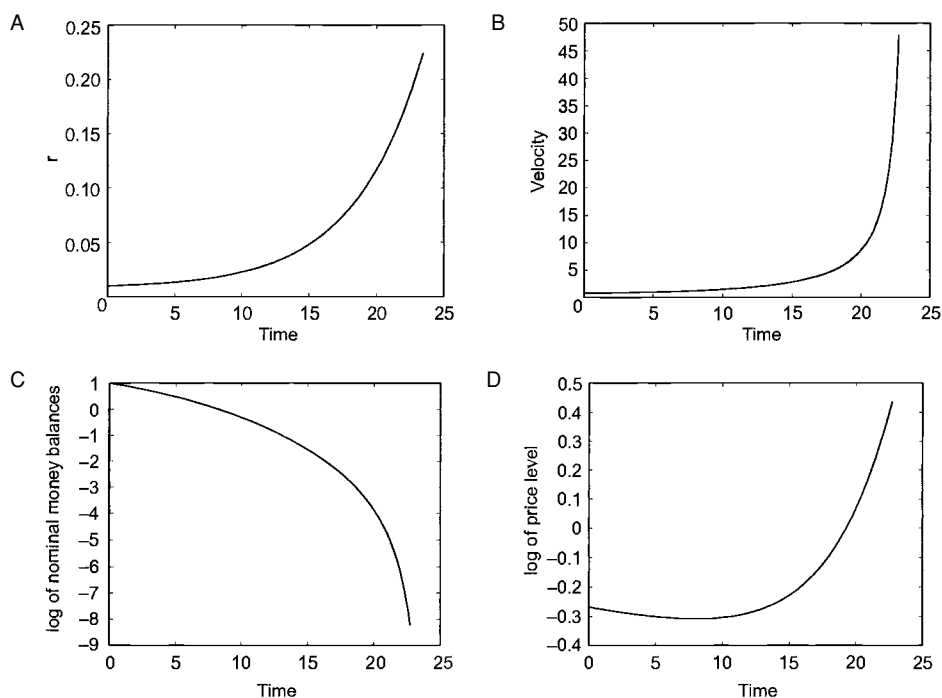 A
0.25
0.20
0.15
0.10
0.05
0
r
0 5 10 15 20 25
Time
B
50
45
40
35
30
25
20
15
10
5
0
Velocity
5 10 15 20 25
Time
C
1
0
–1
–2
–3
–4
–5
–6
–7
–8
–9
log of nominal money balances
0 5 10 15 20 25
Time
D
0.5
0.4
0.3
0.2
0.1
0
–0.1
–0.2
–0.3
–0.4
log of price level
0 5 10 15 20 25
Time